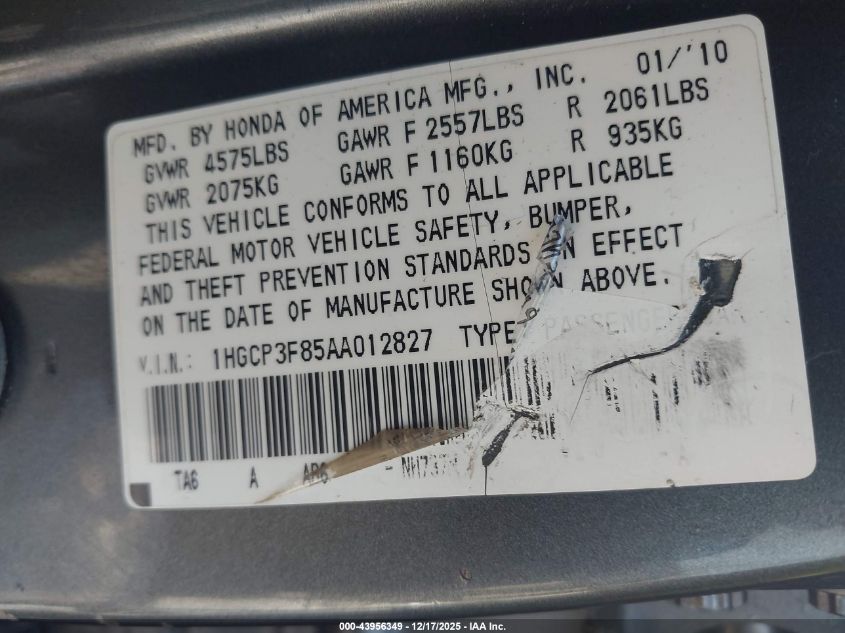 MFD. BY HONDA OF AMERICA MFG., INC. 01/'10
GVWR 4575LBS GAWR F 2557LBS R 2061LBS
GVWR 2075KG GAWR F 1160KG R 935KG
THIS VEHICLE CONFORMS TO ALL APPLICABLE
FEDERAL MOTOR VEHICLE SAFETY, BUMPER,
AND THEFT PREVENTION STANDARDS IN EFFECT
ON THE DATE OF MANUFACTURE SHOWN ABOVE.
V.I.N.: 1HGCP3F85AA012827 TYPE: PASSENGER
TA6 A AR6
000-43956349 - 12/17/2025 - IAA Inc.